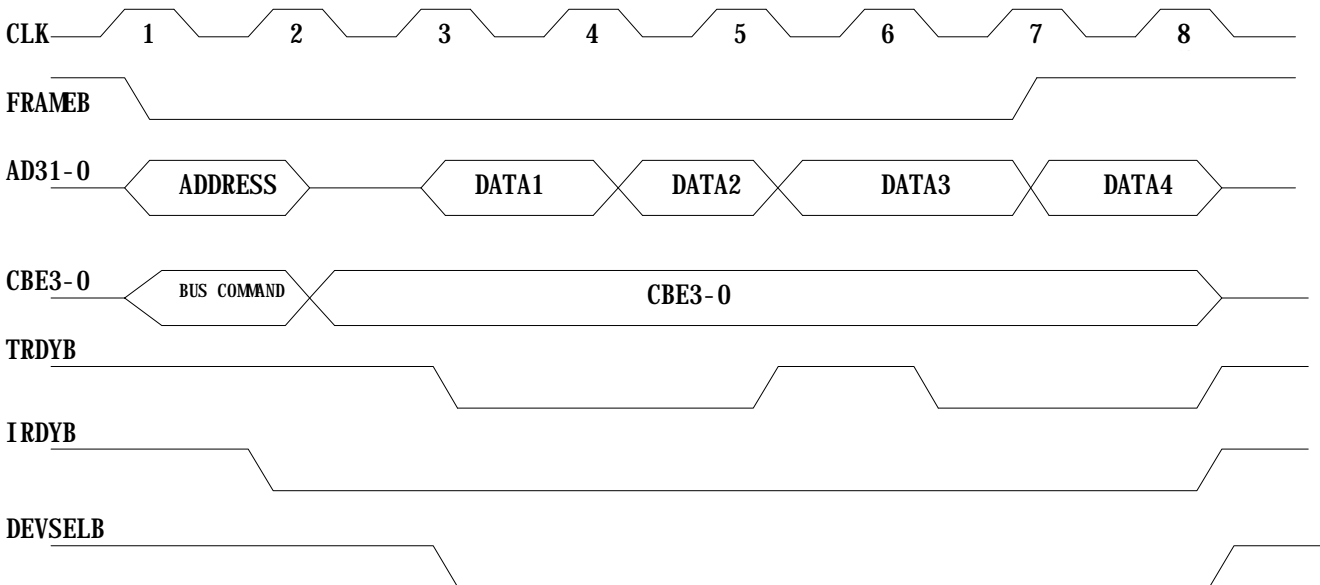 CLK 1 2 3 4 5 6 7 8
FRAMEB
AD31-0 ADDRESS DATA1 DATA2 DATA3 DATA4
CBE3-0 BUS COMMAND CBE3-0
TRDYB
IRDYB
DEVSELB